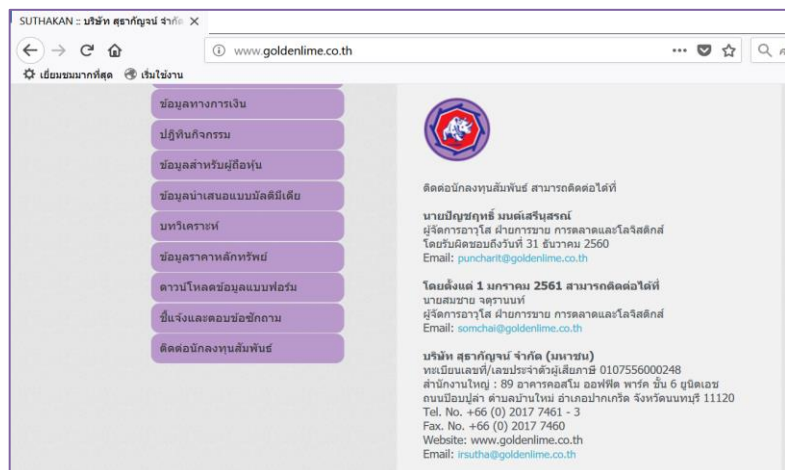 SUTHAKAN :: บริษัท สุธากัญจน์ จำกัด
www.goldenlime.co.th
เยี่ยมชมมากที่สุด
เริ่มใช้งาน
ข้อมูลทางการเงิน
ปฏิทินกิจกรรม
ข้อมูลสำหรับผู้ถือหุ้น
ข้อมูลนำเสนอแบบมัลติมีเดีย
บทวิเคราะห์
ข้อมูลราคาหลักทรัพย์
ดาวน์โหลดข้อมูลแบบฟอร์ม
ชี้แจงและตอบข้อซักถาม
ติดต่อนักลงทุนสัมพันธ์
ติดต่อนักลงทุนสัมพันธ์ สามารถติดต่อได้ที่
นายปัญชฤทธิ์ มนต์เสรีนุสรณ์
ผู้จัดการอาวุโส ฝ่ายการขาย การตลาดและโลจิสติกส์
โดยรับผิดชอบถึงวันที่ 31 ธันวาคม 2560
Email: puncharit@goldenlime.co.th
โดยตั้งแต่ 1 มกราคม 2561 สามารถติดต่อได้ที่
นายสมชาย จตุรานนท์
ผู้จัดการอาวุโส ฝ่ายการขาย การตลาดและโลจิสติกส์
Email: somchai@goldenlime.co.th
บริษัท สุธากัญจน์ จำกัด (มหาชน)
ทะเบียนเลขที่/เลขประจำตัวผู้เสียภาษี 0107556000248
สำนักงานใหญ่ : 89 อาคารคอสโม ออฟฟิศ พาร์ค ชั้น 6 ยูนิตเอช
ถนนป๊อบปูล่า ตำบลบ้านใหม่ อำเภอปากเกร็ด จังหวัดนนทบุรี 11120
Tel. No. +66 (0) 2017 7461 - 3
Fax. No. +66 (0) 2017 7460
Website: www.goldenlime.co.th
Email: irsutha@goldenlime.co.th